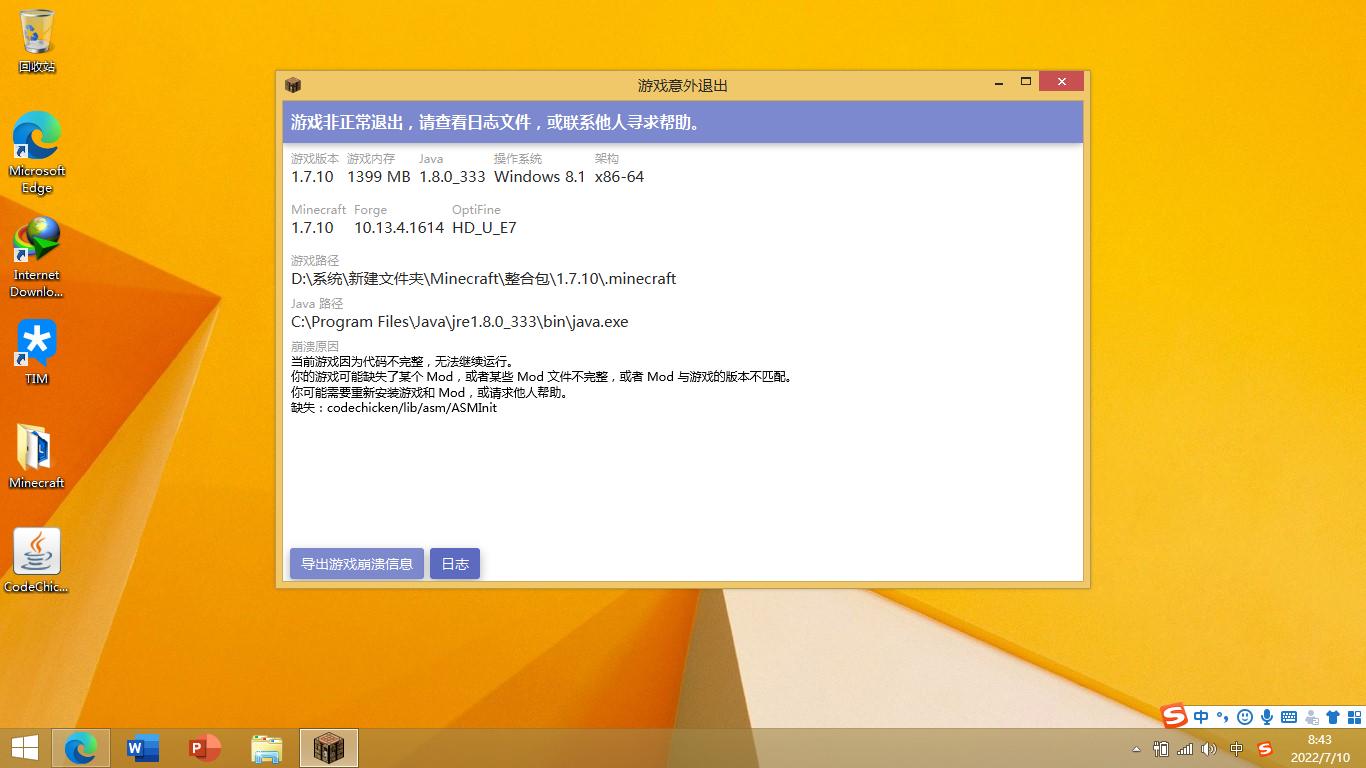 回收站
Microsoft
Edge
Internet
Downlo...
TIM
Minecraft
CodeChic...
游戏意外退出
游戏非正常退出，请查看日志文件，或联系他人寻求帮助。
游戏版本 游戏内存 Java 操作系统 架构
1.7.10 1399 MB 1.8.0_333 Windows 8.1 x86-64
Minecraft Forge OptiFine
1.7.10 10.13.4.1614 HD_U_E7
游戏路径
D:\系统\新建文件夹\Minecraft\整合包\1.7.10\.minecraft
Java 路径
C:\Program Files\Java\jre1.8.0_333\bin\java.exe
崩溃原因
当前游戏因为代码不完整，无法继续运行。
你的游戏可能缺失了某个 Mod，或者某些 Mod 文件不完整，或者 Mod 与游戏的版本不匹配。
你可能需要重新安装游戏和 Mod，或请求他人帮助。
缺失：codechicken/lib/asm/ASMInit
导出游戏崩溃信息 日志
S 中
W P 中 S
8:43
2022/7/10